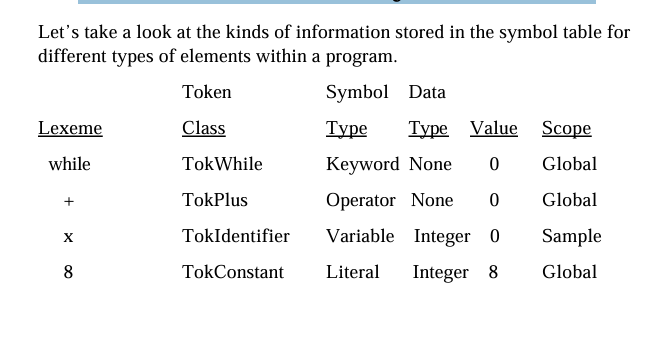 Let's take a look at the kinds of information stored in the symbol table for
different types of elements within a program.
Token Symbol Data
Lexeme Class Type Type Value Scope
while TokWhile Keyword None 0 Global
+ TokPlus Operator None 0 Global
x TokIdentifier Variable Integer 0 Sample
8 TokConstant Literal Integer 8 Global